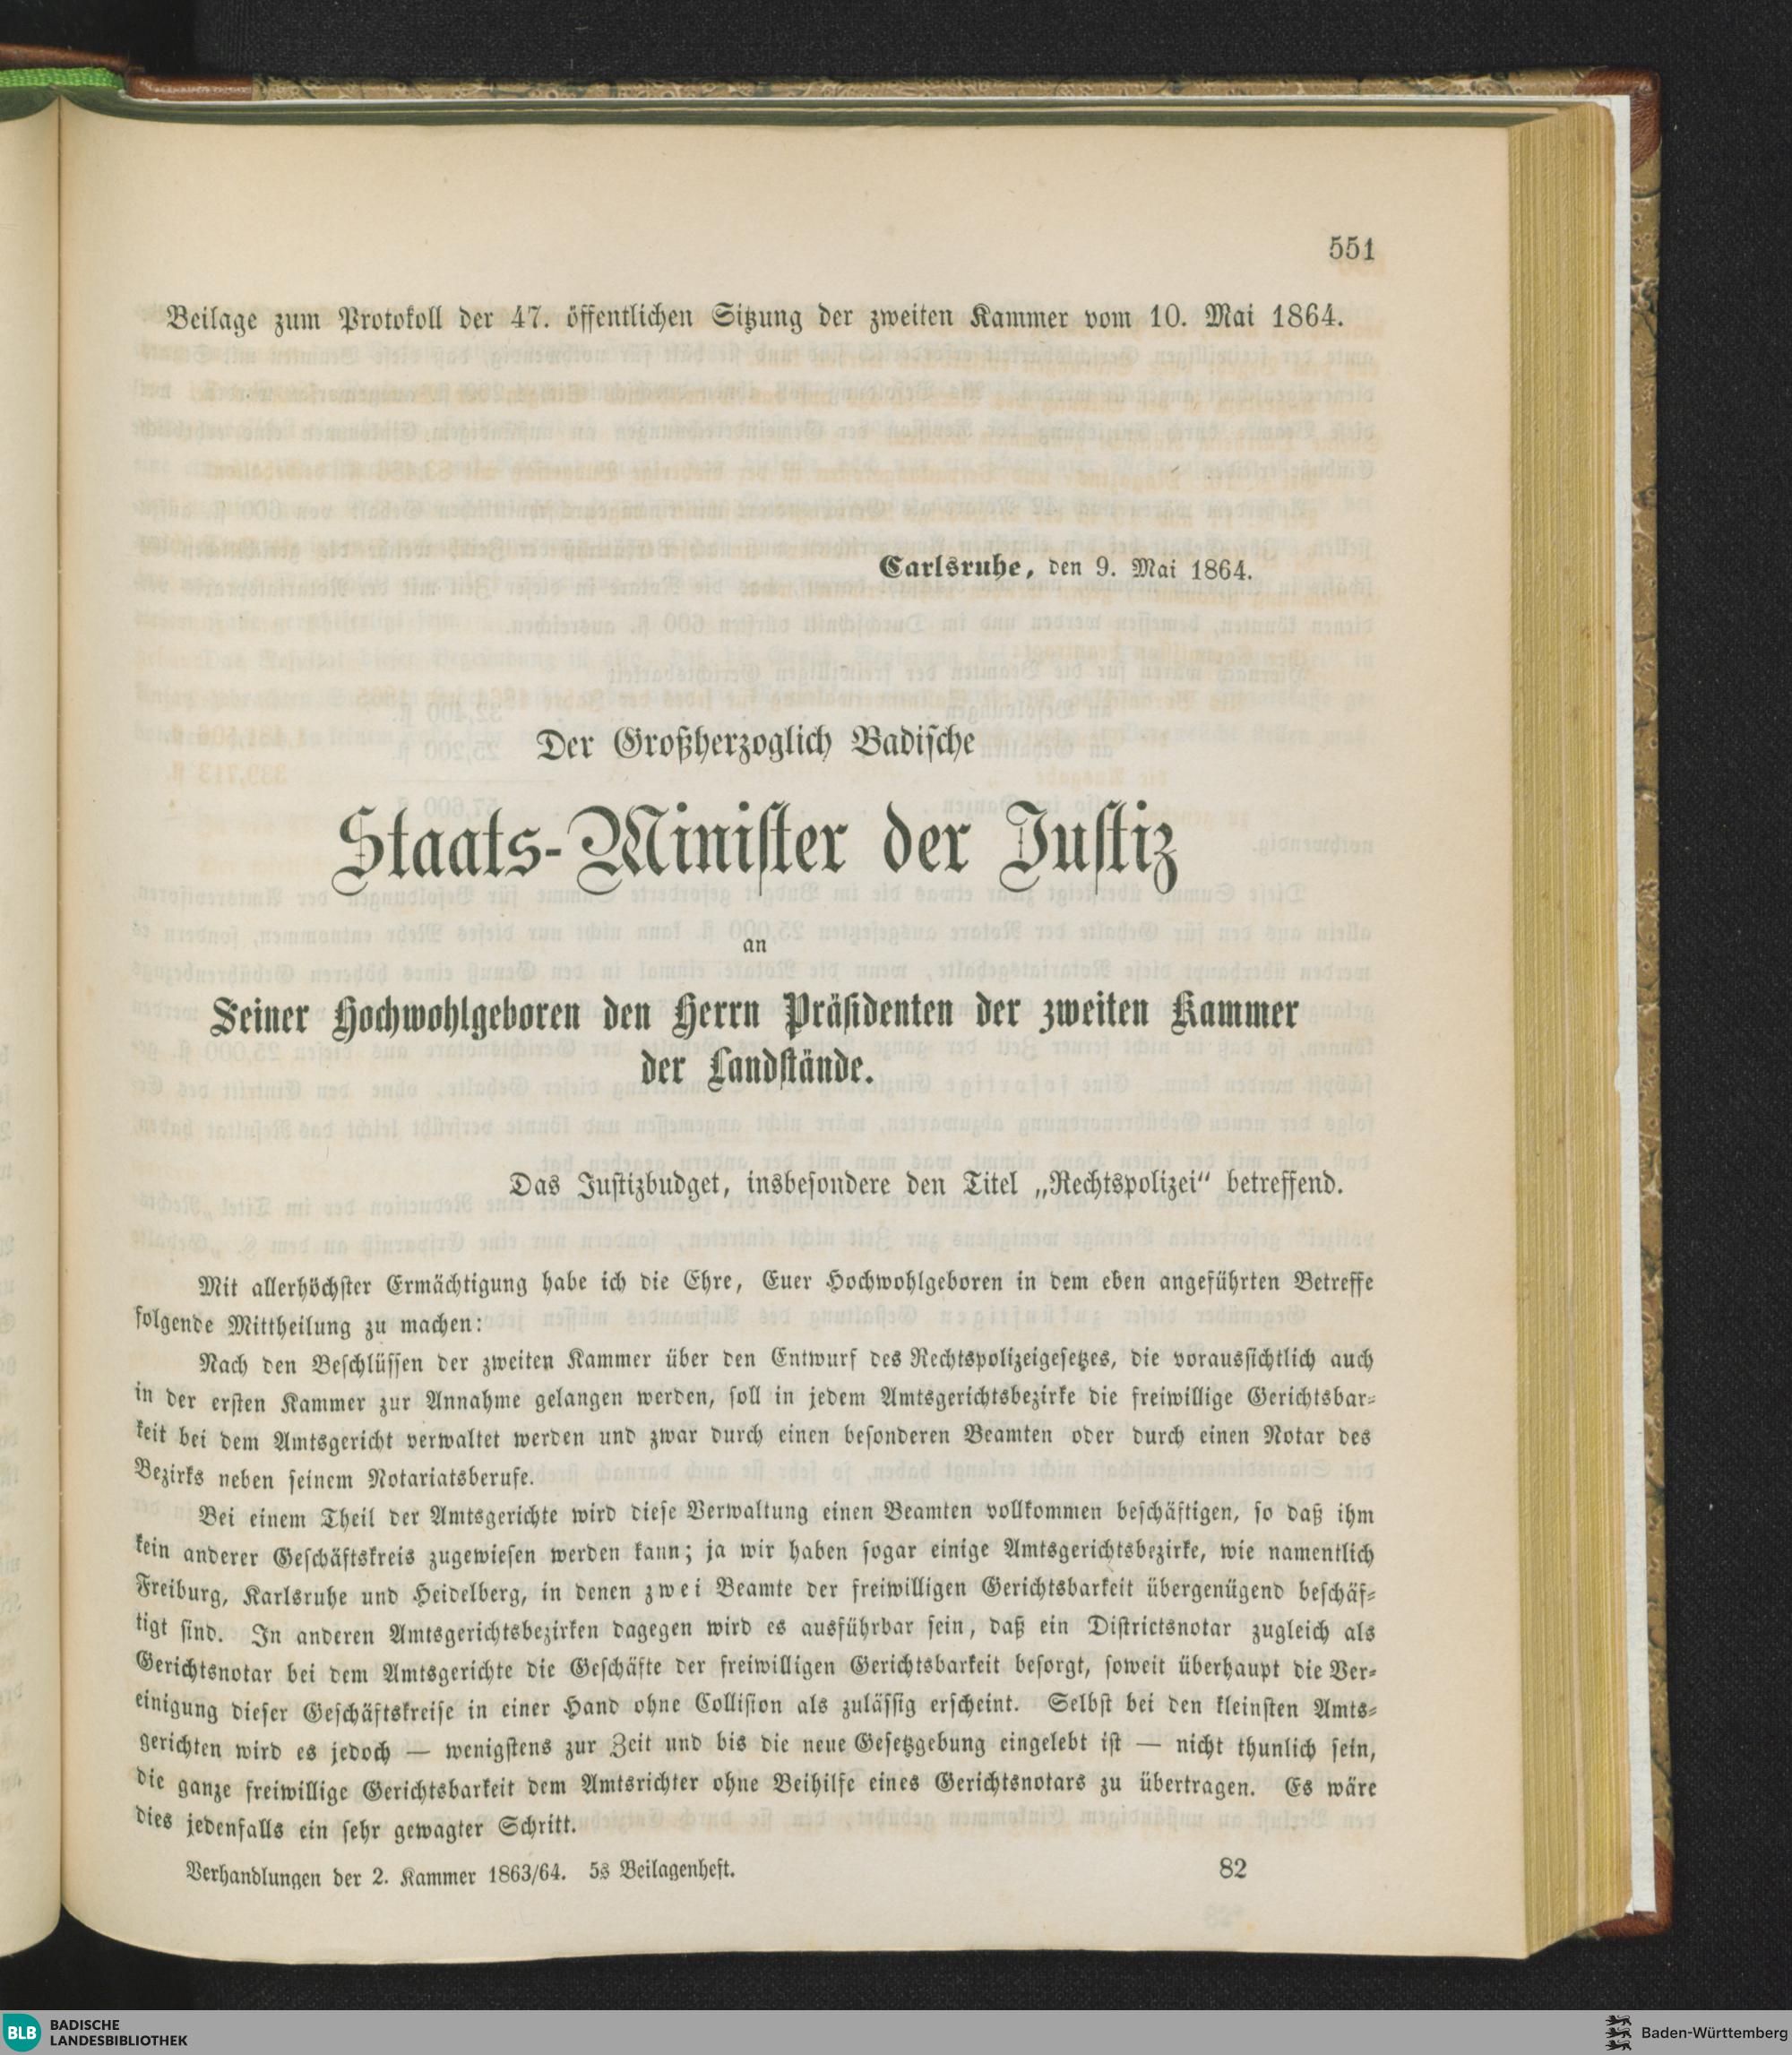 551
Beilage zum Protokoll der 47. öffentlichen Sitzung der zweiten Kammer vom 10. Mai 1864.
Carlsruhe, den 9. Mai 1864.
Der Großherzoglich Badische
Staats-Minister der Justiz
an
Seiner Hochwohlgeboren den Herrn Präsidenten der zweiten Kammer
der Landstände.
Das Justizbudget, insbesondere den Titel „Rechtspolizei" betreffend.
Mit allerhöchster Ermächtigung habe ich die Ehre, Euer Hochwohlgeboren in dem eben angeführten Betreffe
folgende Mittheilung zu machen:
Nach den Beschlüssen der zweiten Kammer über den Entwurf des Rechtspolizeigesetzes, die voraussichtlich auch
in der ersten Kammer zur Annahme gelangen werden, soll in jedem Amtsgerichtsbezirke die freiwillige Gerichtsbar-
keit bei dem Amtsgericht verwaltet werden und zwar durch einen besonderen Beamten oder durch einen Notar des
Bezirks neben seinem Notariatsberufe.
Bei einem Theil der Amtsgerichte wird diese Verwaltung einen Beamten vollkommen beschäftigen, so daß ihm
kein anderer Geschäftskreis zugewiesen werden kann; ja wir haben sogar einige Amtsgerichtsbezirke, wie namentlich
Freiburg, Karlsruhe und Heidelberg, in denen zwei Beamte der freiwilligen Gerichtsbarkeit übergenügend beschäf-
tigt sind. In anderen Amtsgerichtsbezirken dagegen wird es ausführbar sein, daß ein Districtsnotar zugleich als
Gerichtsnotar bei dem Amtsgerichte die Geschäfte der freiwilligen Gerichtsbarkeit besorgt, soweit überhaupt die Ver-
einigung dieser Geschäftskreise in einer Hand ohne Collision als zulässig erscheint. Selbst bei den kleinsten Amts-
gerichten wird es jedoch — wenigstens zur Zeit und bis die neue Gesetzgebung eingelebt ist — nicht thunlich sein,
die ganze freiwillige Gerichtsbarkeit dem Amtsrichter ohne Beihilfe eines Gerichtsnotars zu übertragen. Es wäre
dies jedenfalls ein sehr gewagter Schritt.
Verhandlungen der 2. Kammer 1863/64. 5s Beilagenheft. 82
BLB BADISCHE
LANDESBIBLIOTHEK
Baden-Württemberg